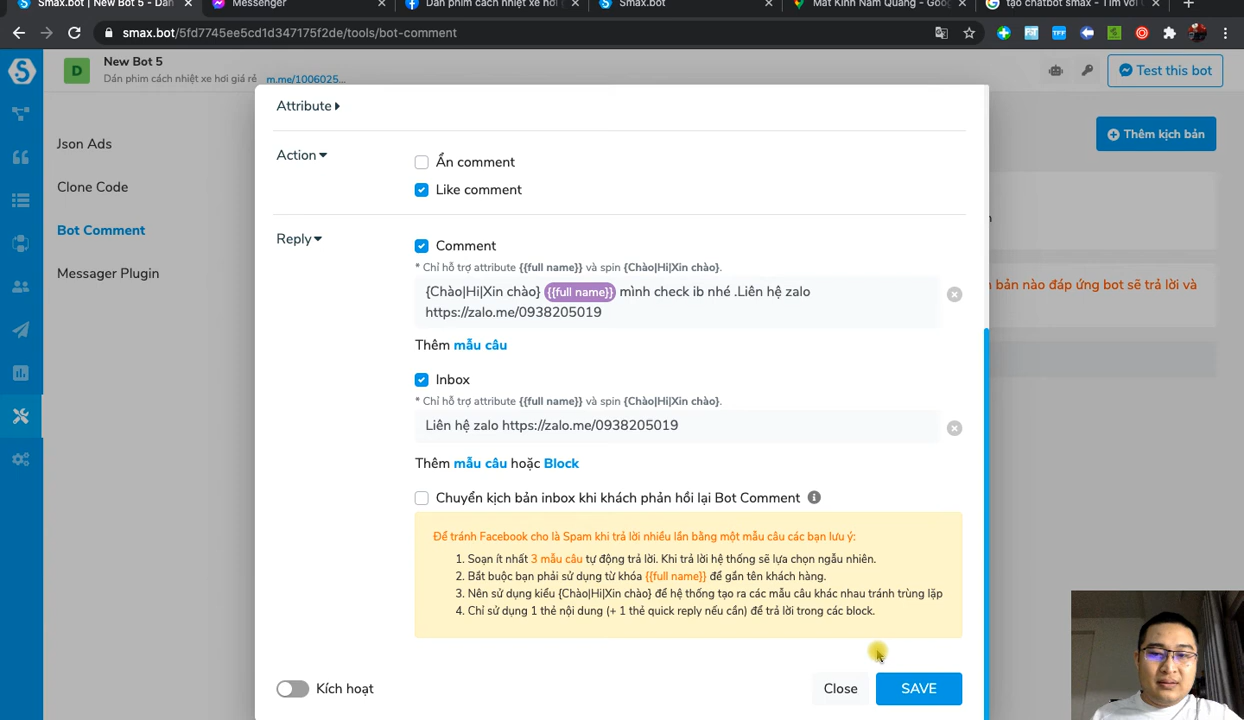 Smax.bot | New Bot 5 - Dán
Messenger
Dán phim cách nhiệt xe hơi
Smax.bot
Mắt Kính Nam Quang - Goo
tạo chatbot smax - Tìm với
smax.bot/5fd7745ee5cd1d347175f2de/tools/bot-comment
D
New Bot 5
Dán phim cách nhiệt xe hơi giá rẻ
m.me/1006025...
Test this bot
Json Ads
Clone Code
Bot Comment
Messager Plugin
Thêm kịch bản
bản nào đáp ứng bot sẽ trả lời và
Attribute
Action
Ẩn comment
Like comment
Reply
Comment
* Chỉ hỗ trợ attribute {{full name}} và spin {Chào|Hi|Xin chào}.
{Chào|Hi|Xin chào} {{full name}} mình check ib nhé .Liên hệ zalo
https://zalo.me/0938205019
Thêm mẫu câu
Inbox
* Chỉ hỗ trợ attribute {{full name}} và spin {Chào|Hi|Xin chào}.
Liên hệ zalo https://zalo.me/0938205019
Thêm mẫu câu hoặc Block
Chuyển kịch bản inbox khi khách phản hồi lại Bot Comment
Để tránh Facebook cho là Spam khi trả lời nhiều lần bằng một mẫu câu các bạn lưu ý:
1. Soạn ít nhất 3 mẫu câu tự động trả lời. Khi trả lời hệ thống sẽ lựa chọn ngẫu nhiên.
2. Bắt buộc bạn phải sử dụng từ khóa {{full name}} để gắn tên khách hàng.
3. Nên sử dụng kiểu {Chào|Hi|Xin chào} để hệ thống tạo ra các mẫu câu khác nhau tránh trùng lặp
4. Chỉ sử dụng 1 thẻ nội dung (+ 1 thẻ quick reply nếu cần) để trả lời trong các block.
Kích hoạt
Close
SAVE